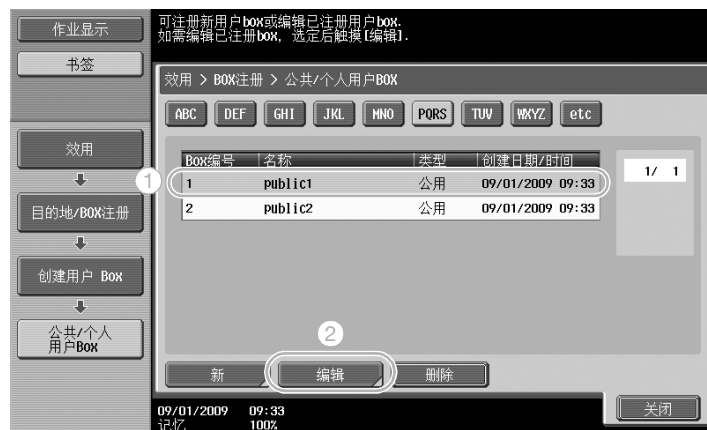 作业显示
书签
可注册新用户box或编辑已注册用户box.
如需编辑已注册box, 选定后触摸[编辑].
效用 > BOX注册 > 公共/个人用户BOX
ABC DEF GHI JKL MNO PQRS TUV WXYZ etc
效用
目的地/BOX注册
创建用户 Box
公共/个人
用户Box
1
Box编号 名称 类型 创建日期/时间
1 public1 公用 09/01/2009 09:33
2 public2 公用 09/01/2009 09:33
1/ 1
2
新 编辑 删除
09/01/2009 09:33
记忆 100%
关闭